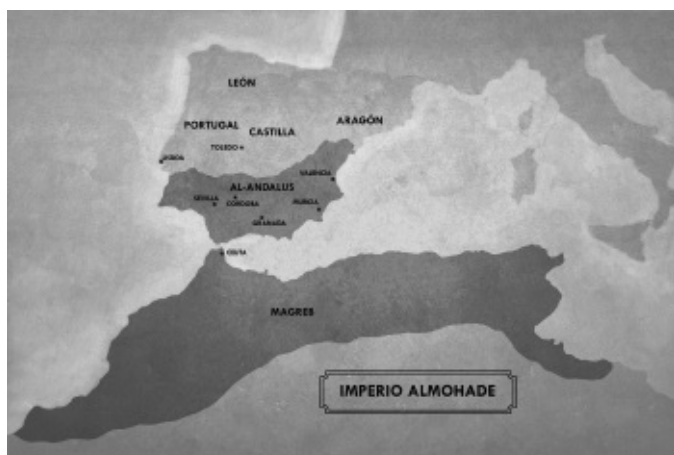 LEÓN
PORTUGAL
CASTILLA
ARAGÓN
TOLEDO
LISBOA
VALENCIA
AL-ANDALUS
SEVILLA
CÓRDOBA
MURCIA
GRANADA
CEUTA
MAGREB
IMPERIO ALMOHADE